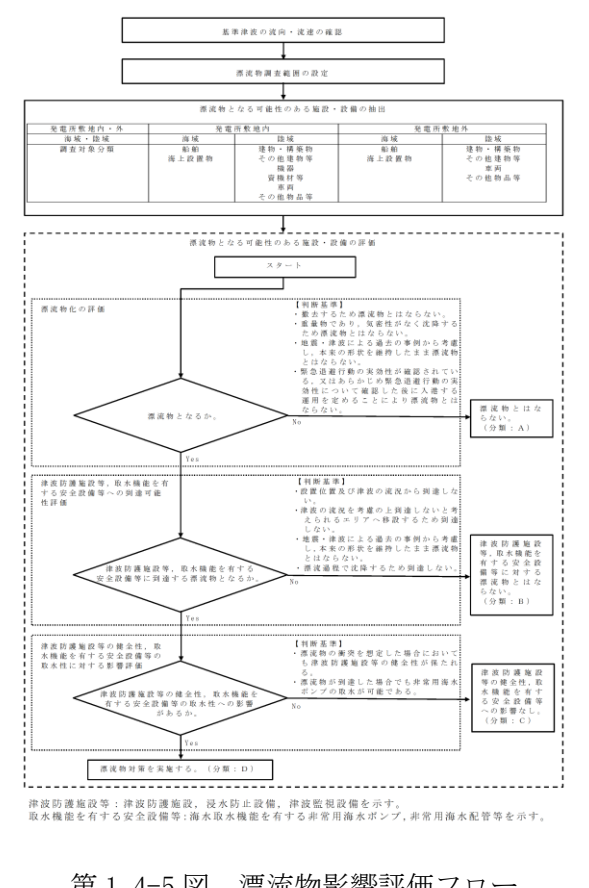 基準津波の流向・流速の確認
漂流物調査範囲の設定
漂流物となる可能性のある施設・設備の抽出
発電所敷地内・外 発電所敷地内 発電所敷地外
海域・陸域 海域 陸域 海域 陸域
調査対象分類 船舶 建物・構築物 船舶 建物・構築物
海上設置物 その他建物等 海上設置物 その他建物等
機器 車両
資機材等 その他物品等
車両
その他物品等
漂流物となる可能性のある施設・設備の評価
スタート
漂流物化の評価
【判断基準】
・撤去するため漂流物とはならない。
・重量物であり、気密性がなく沈降する
ため漂流物とはならない。
・地震・津波による過去の事例から考慮
し、本来の形状を維持したまま漂流物
とはならない。
・緊急退避行動の実効性が確認されてい
る、又はあらかじめ緊急退避行動の実
効性について確認した後に入港する
運用を定めることにより漂流物とは
ならない。
漂流物となるか。
No
漂流物とはな
らない。
(分類：A)
Yes
津波防護施設等，取水機能を有す
る安全設備等への到達可能
性評価
【判断基準】
・設置位置及び津波の流況から到達しな
い。
・津波の流況を考慮の上到達しないと考
えられるエリアへ移設するため到達
しない。
・地震・津波による過去の事例から考慮
し、本来の形状を維持したまま漂流物
とはならない。
・漂流過程で沈降するため到達しない。
津波防護施設等，取水機能を有する
安全設備等に到達する漂流物となるか。
No
津波防護施設
等，取水機能を
有する安全設
備等に対する
漂流物とはな
らない。
(分類：B)
Yes
津波防護施設等の健全性，取
水機能を有する安全設備等の
取水性に対する影響評価
【判断基準】
・漂流物の衝突を想定した場合において
も津波防護施設等の健全性が保たれ
る。
・漂流物が到達した場合でも非常用海水
ポンプの取水が可能である。
津波防護施設等の健全性，取水機能を
有する安全設備等の取水性への影響
があるか。
No
津波防護施設
等の健全性，取
水機能を有す
る安全設備等
への影響なし。
(分類：C)
Yes
漂流物対策を実施する。(分類：D)
津波防護施設等：津波防護施設，浸水防止設備，津波監視設備を示す。
取水機能を有する安全設備等：海水取水機能を有する非常用海水ポンプ，非常用海水配管等を示す。
第 1.4-5 図 漂流物影響評価フロー